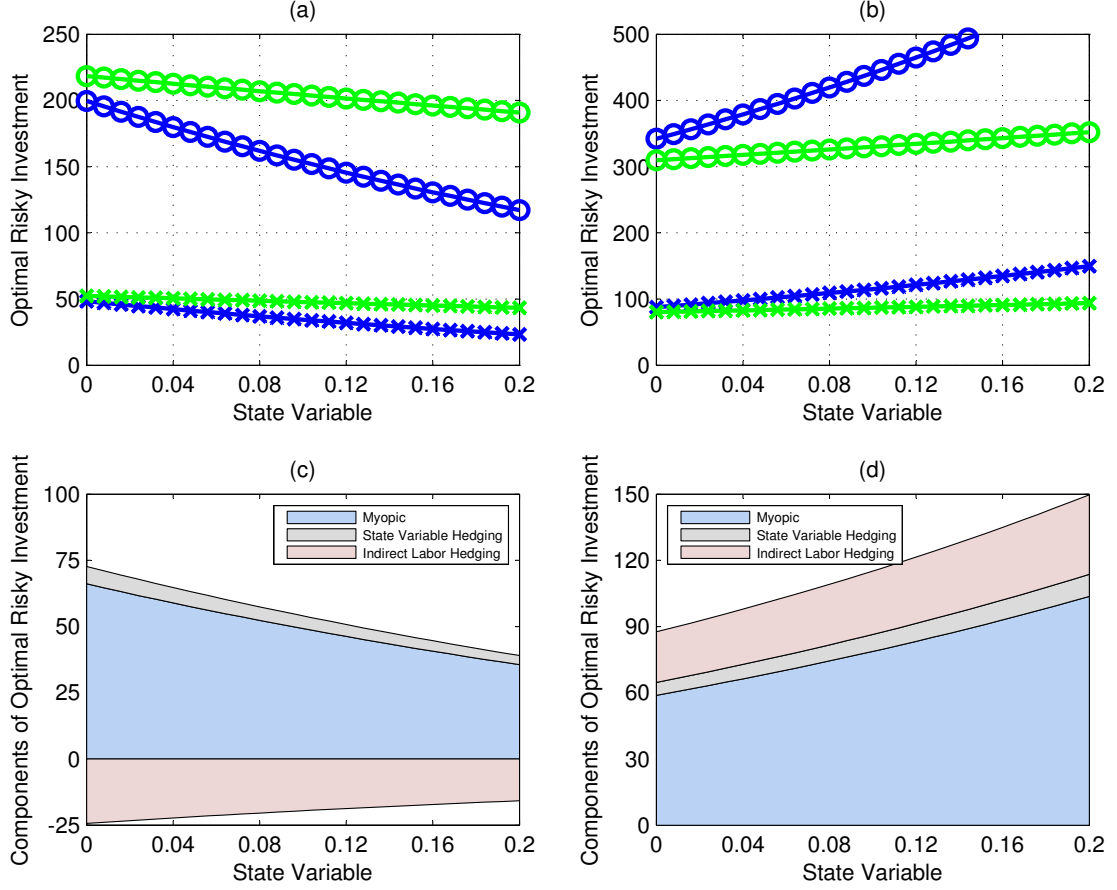 (a)
Optimal Risky Investment
250
200
150
100
50
0
0 0.04 0.08 0.12 0.16 0.2
State Variable
(b)
Optimal Risky Investment
500
400
300
200
100
0
0 0.04 0.08 0.12 0.16 0.2
State Variable
(c)
Components of Optimal Risky Investment
100
75
50
25
0
-25
Myopic
State Variable Hedging
Indirect Labor Hedging
0 0.04 0.08 0.12 0.16 0.2
State Variable
(d)
Components of Optimal Risky Investment
150
120
90
60
30
0
Myopic
State Variable Hedging
Indirect Labor Hedging
0 0.04 0.08 0.12 0.16 0.2
State Variable